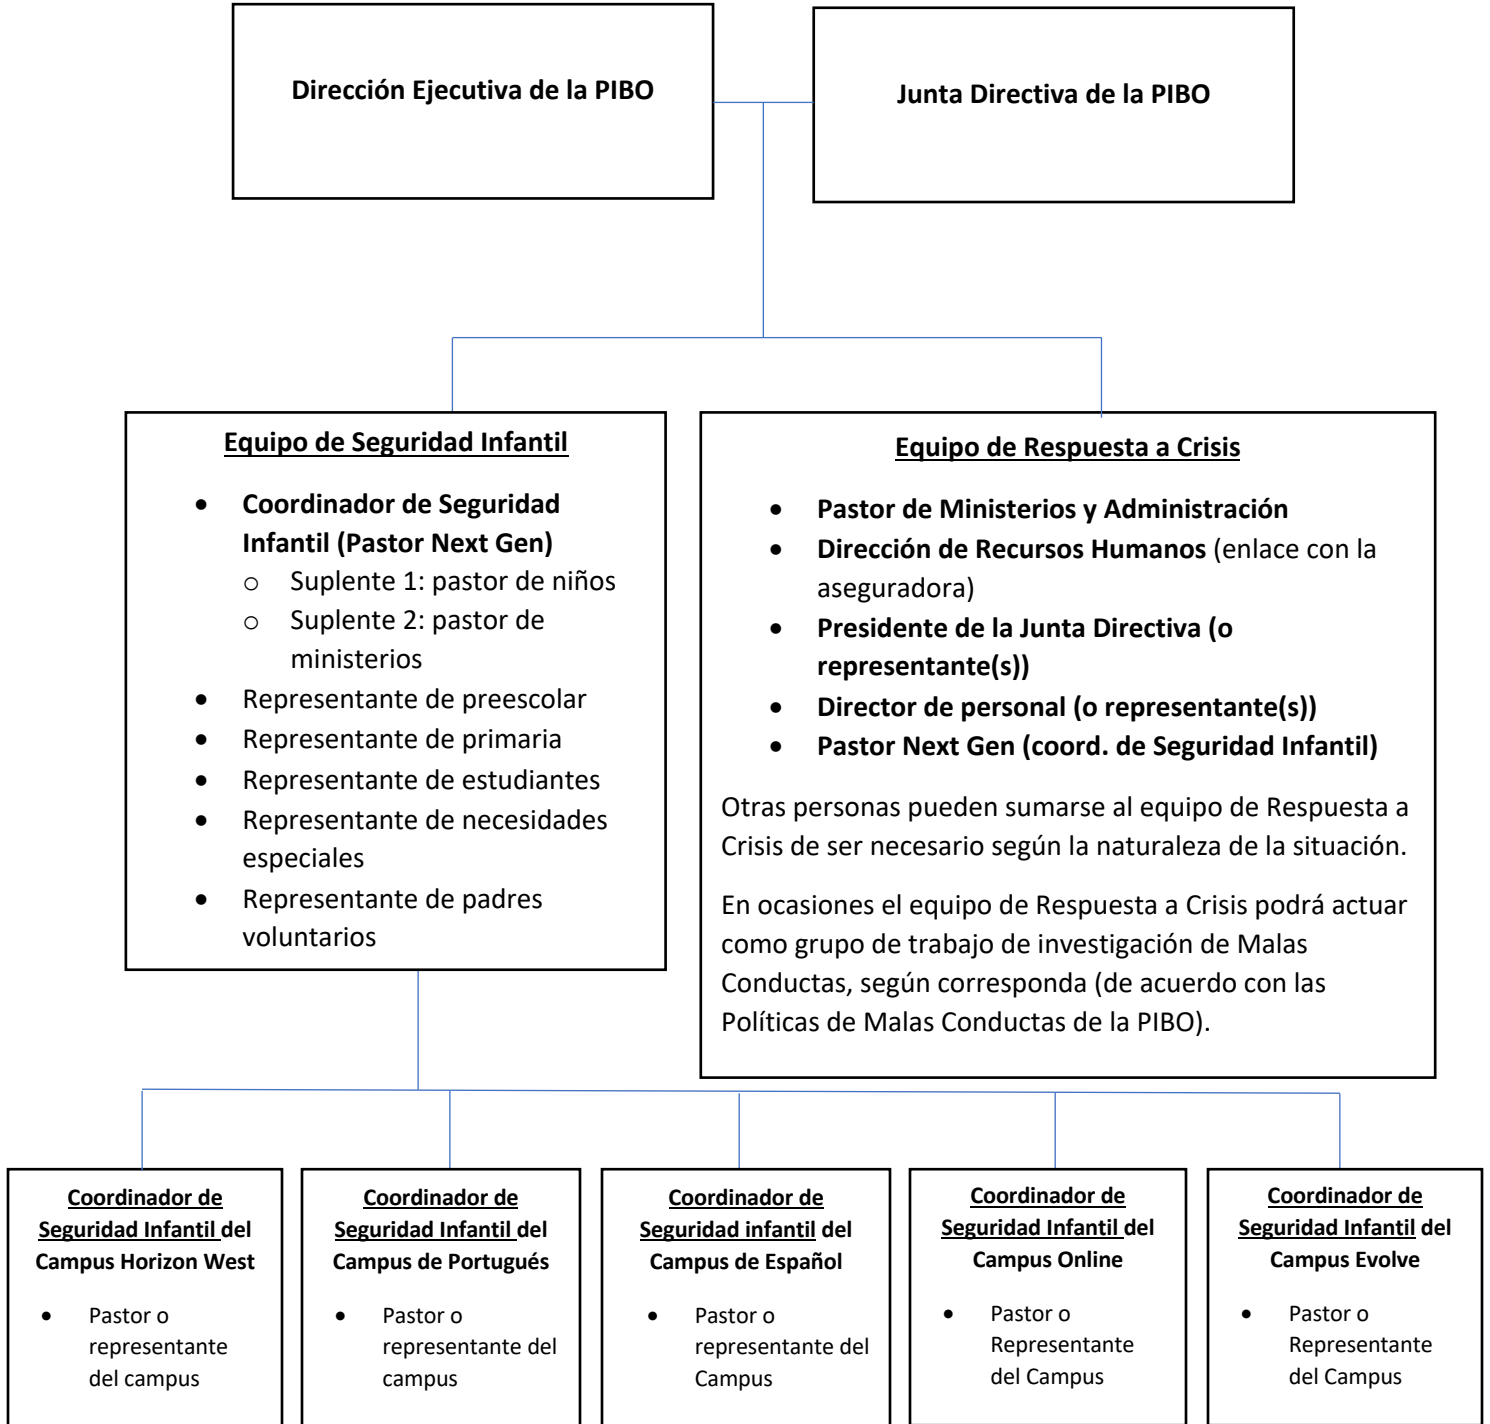 Dirección Ejecutiva de la PIBO
Junta Directiva de la PIBO
Equipo de Seguridad Infantil
• Coordinador de Seguridad
Infantil (Pastor Next Gen)
o Suplente 1: pastor de niños
o Suplente 2: pastor de
ministerios
• Representante de preescolar
• Representante de primaria
• Representante de estudiantes
• Representante de necesidades
especiales
• Representante de padres
voluntarios
Equipo de Respuesta a Crisis
• Pastor de Ministerios y Administración
• Dirección de Recursos Humanos (enlace con la
aseguradora)
• Presidente de la Junta Directiva (o
representante(s))
• Director de personal (o representante(s))
• Pastor Next Gen (coord. de Seguridad Infantil)
Otras personas pueden sumarse al equipo de Respuesta a
Crisis de ser necesario según la naturaleza de la situación.
En ocasiones el equipo de Respuesta a Crisis podrá actuar
como grupo de trabajo de investigación de Malas
Conductas, según corresponda (de acuerdo con las
Políticas de Malas Conductas de la PIBO).
Coordinador de
Seguridad Infantil del
Campus Horizon West
• Pastor o
representante
del campus
Coordinador de
Seguridad Infantil del
Campus de Portugués
• Pastor o
representante del
campus
Coordinador de
Seguridad infantil del
Campus de Español
• Pastor o
representante del
Campus
Coordinador de
Seguridad Infantil del
Campus Online
• Pastor o
Representante
del Campus
Coordinador de
Seguridad Infantil del
Campus Evolve
• Pastor o
Representante
del Campus